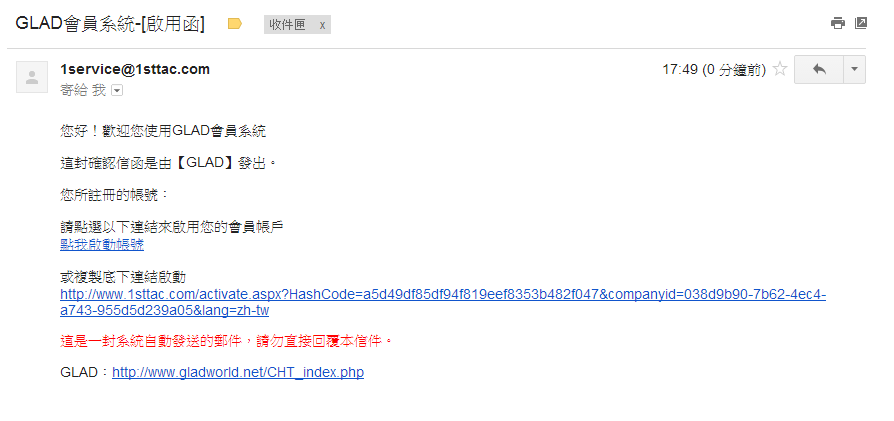 GLAD會員系統-[啟用函] 收件匣 x
1service@1sttac.com 17:49 (0 分鐘前)
寄給 我
您好！歡迎您使用GLAD會員系統
這封確認信函是由【GLAD】發出。
您所註冊的帳號：
請點選以下連結來啟用您的會員帳戶
點我啟動帳號
或複製底下連結啟動
http://www.1sttac.com/activate.aspx?HashCode=a5d49df85df94f819eef8353b482f047&companyid=038d9b90-7b62-4ec4-
a743-955d5d239a05&lang=zh-tw
這是一封系統自動發送的郵件，請勿直接回覆本信件。
GLAD：http://www.gladworld.net/CHT_index.php